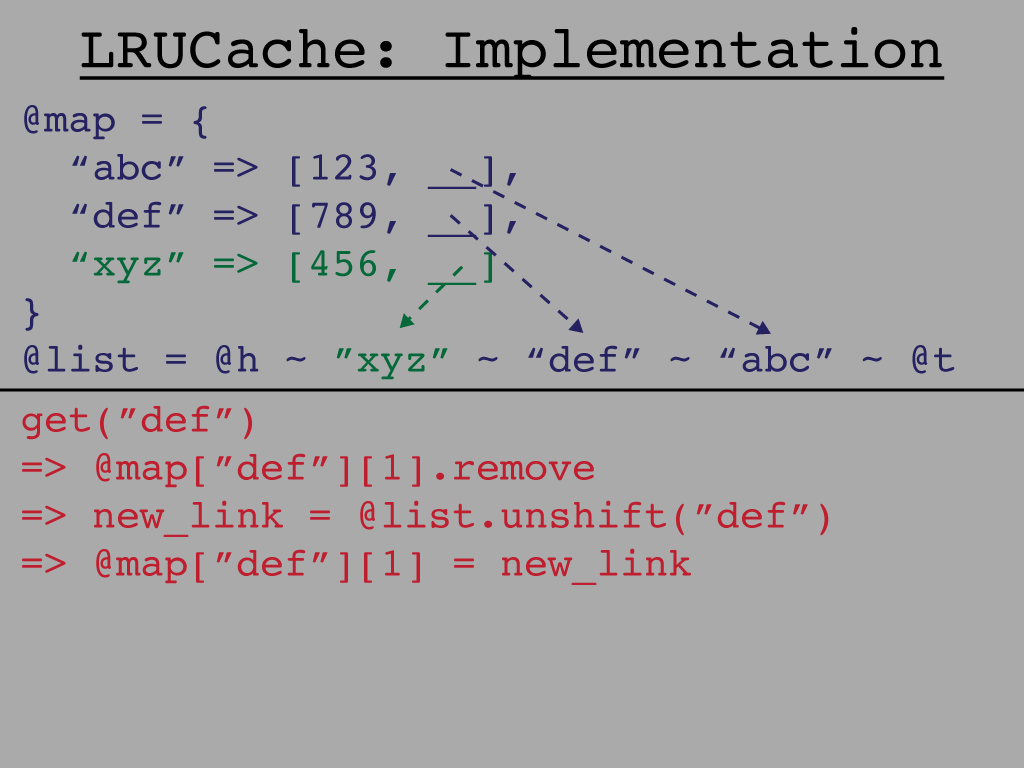 LRUCache: Implementation
@map = {
  “abc” => [123, __],
  “def” => [789, __],
  “xyz” => [456, __]
}
@list = @h ~ ”xyz” ~ “def” ~ “abc” ~ @t
get(”def”)
=> @map[”def”][1].remove
=> new_link = @list.unshift(”def”)
=> @map[”def”][1] = new_link